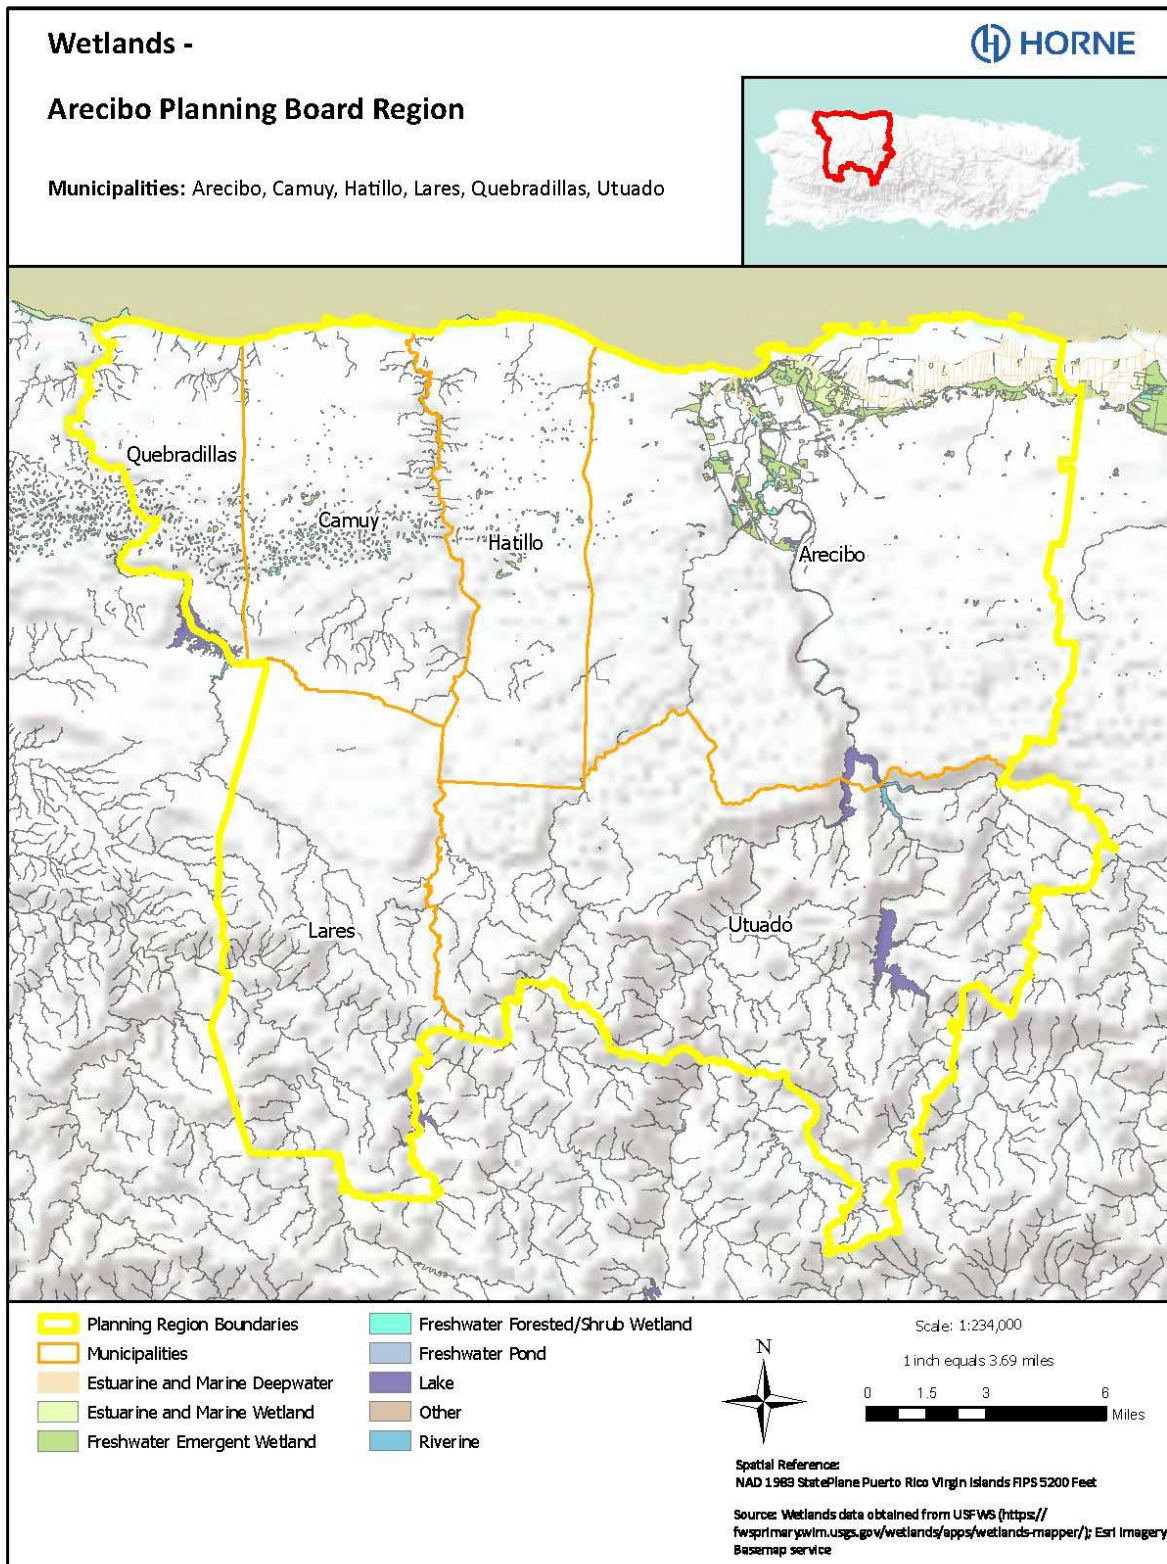 Wetlands -
HORNE
Arecibo Planning Board Region
Municipalities: Arecibo, Camuy, Hatillo, Lares, Quebradillas, Utuado
Quebradillas
Camuy
Hatillo
Arecibo
Lares
Utuado
Planning Region Boundaries
Municipalities
Estuarine and Marine Deepwater
Estuarine and Marine Wetland
Freshwater Emergent Wetland
Freshwater Forested/Shrub Wetland
Freshwater Pond
Lake
Other
Riverine
N
Scale: 1:234,000
1 inch equals 3.69 miles
0 1.5 3 6
Miles
Spatial Reference:
NAD 1983 StatePlane Puerto Rico Virgin Islands FIPS 5200 Feet
Source: Wetlands data obtained from USFWS (https://
fwsprimary.wim.usgs.gov/wetlands/apps/wetlands-mapper/); Esri Imagery
Basemap service